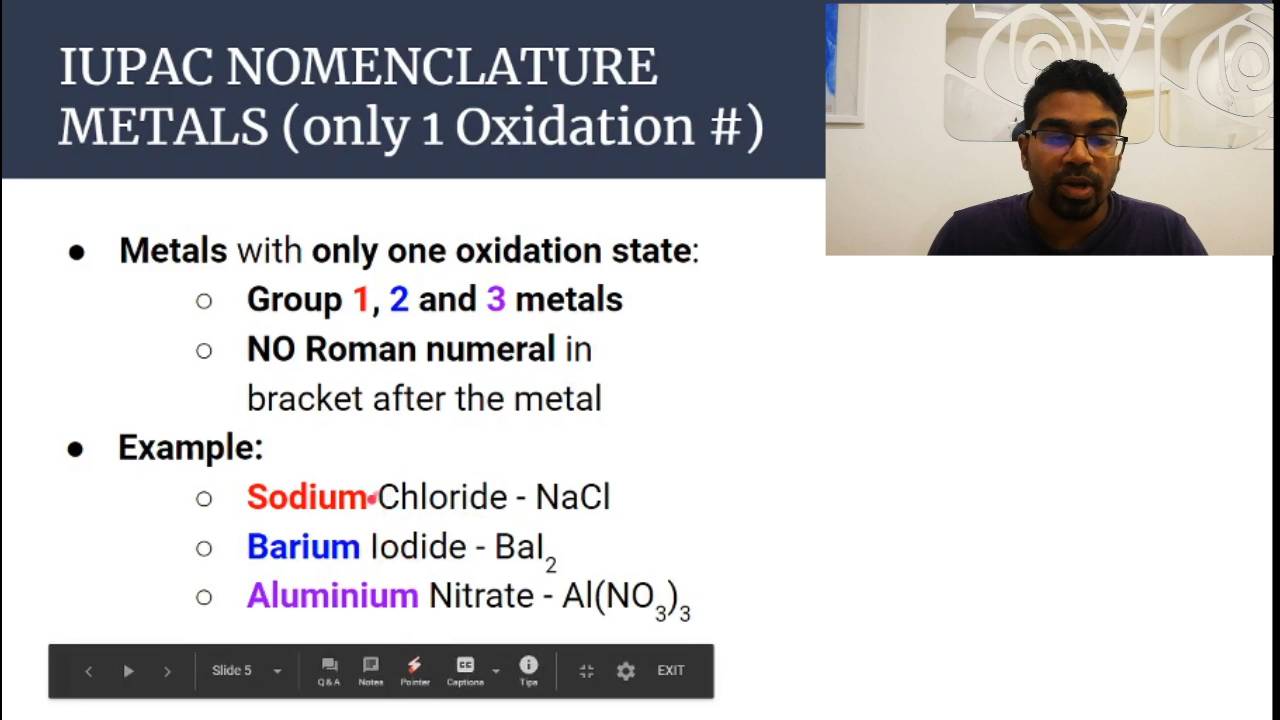 IUPAC NOMENCLATURE
METALS (only 1 Oxidation #)
● Metals with only one oxidation state:
○ Group 1, 2 and 3 metals
○ NO Roman numeral in
bracket after the metal
● Example:
○ Sodium Chloride - NaCl
○ Barium Iodide - BaI₂
○ Aluminium Nitrate - Al(NO₃)₃
Slide 5
Q&A
Notes
Pointer
Captions
Tips
EXIT